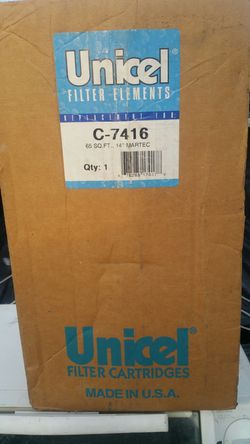 Unicel
FILTER ELEMENTS
REPLACEMENT FOR:
C-7416
65 SQ.FT., 14" MARTEC
Qty: 1
Unicel®
FILTER CARTRIDGES
MADE IN U.S.A.